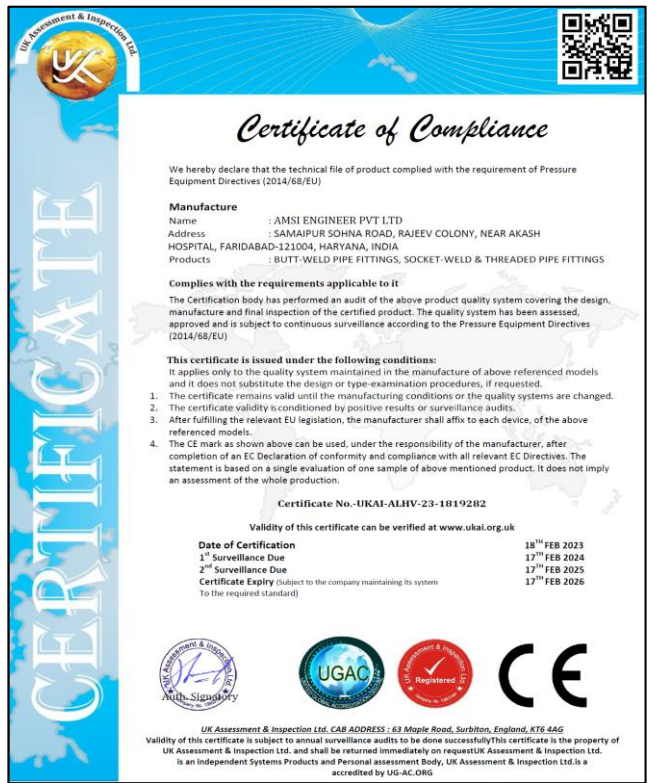 UK Assessment & Inspection Ltd.
UK
CERTIFICATE
Certificate of Compliance
We hereby declare that the technical file of product complied with the requirement of Pressure
Equipment Directives (2014/68/EU)
Manufacture
Name : AMSI ENGINEER PVT LTD
Address : SAMAIPUR SOHNA ROAD, RAJEEV COLONY, NEAR AKASH
HOSPITAL, FARIDABAD-121004, HARYANA, INDIA
Products : BUTT-WELD PIPE FITTINGS, SOCKET-WELD & THREADED PIPE FITTINGS
Complies with the requirements applicable to it
The Certification body has performed an audit of the above product quality system covering the design,
manufacture and final inspection of the certified product. The quality system has been assessed,
approved and is subject to continuous surveillance according to the Pressure Equipment Directives
(2014/68/EU)
This certificate is issued under the following conditions:
It applies only to the quality system maintained in the manufacture of above referenced models
and it does not substitute the design or type-examination procedures, if requested.
1. The certificate remains valid until the manufacturing conditions or the quality systems are changed.
2. The certificate validity is conditioned by positive results or surveillance audits.
3. After fulfilling the relevant EU legislation, the manufacturer shall affix to each device, of the above
referenced models.
4. The CE mark as shown above can be used, under the responsibility of the manufacturer, after
completion of an EC Declaration of conformity and compliance with all relevant EC Directives. The
statement is based on a single evaluation of one sample of above mentioned product. It does not imply
an assessment of the whole production.
Certificate No.-UKAI-ALHV-23-1819282
Validity of this certificate can be verified at www.ukai.org.uk
Date of Certification 18TH FEB 2023
1st Surveillance Due 17TH FEB 2024
2nd Surveillance Due 17TH FEB 2025
Certificate Expiry (Subject to the company maintaining its system 17TH FEB 2026
To the required standard)
UK Assessment & Inspection Ltd
Auth. Signatory
UGAC
UK Assessment & Inspection Ltd
Registered
CE
UK Assessment & Inspection Ltd. CAB ADDRESS : 63 Maple Road, Surbiton, England, KT6 4AG
Validity of this certificate is subject to annual surveillance audits to be done successfullyThis certificate is the property of
UK Assessment & Inspection Ltd. and shall be returned immediately on requestUK Assessment & Inspection Ltd.
is an independent Systems Products and Personal assessment Body, UK Assessment & Inspection Ltd.is a
accredited by UG-AC.ORG